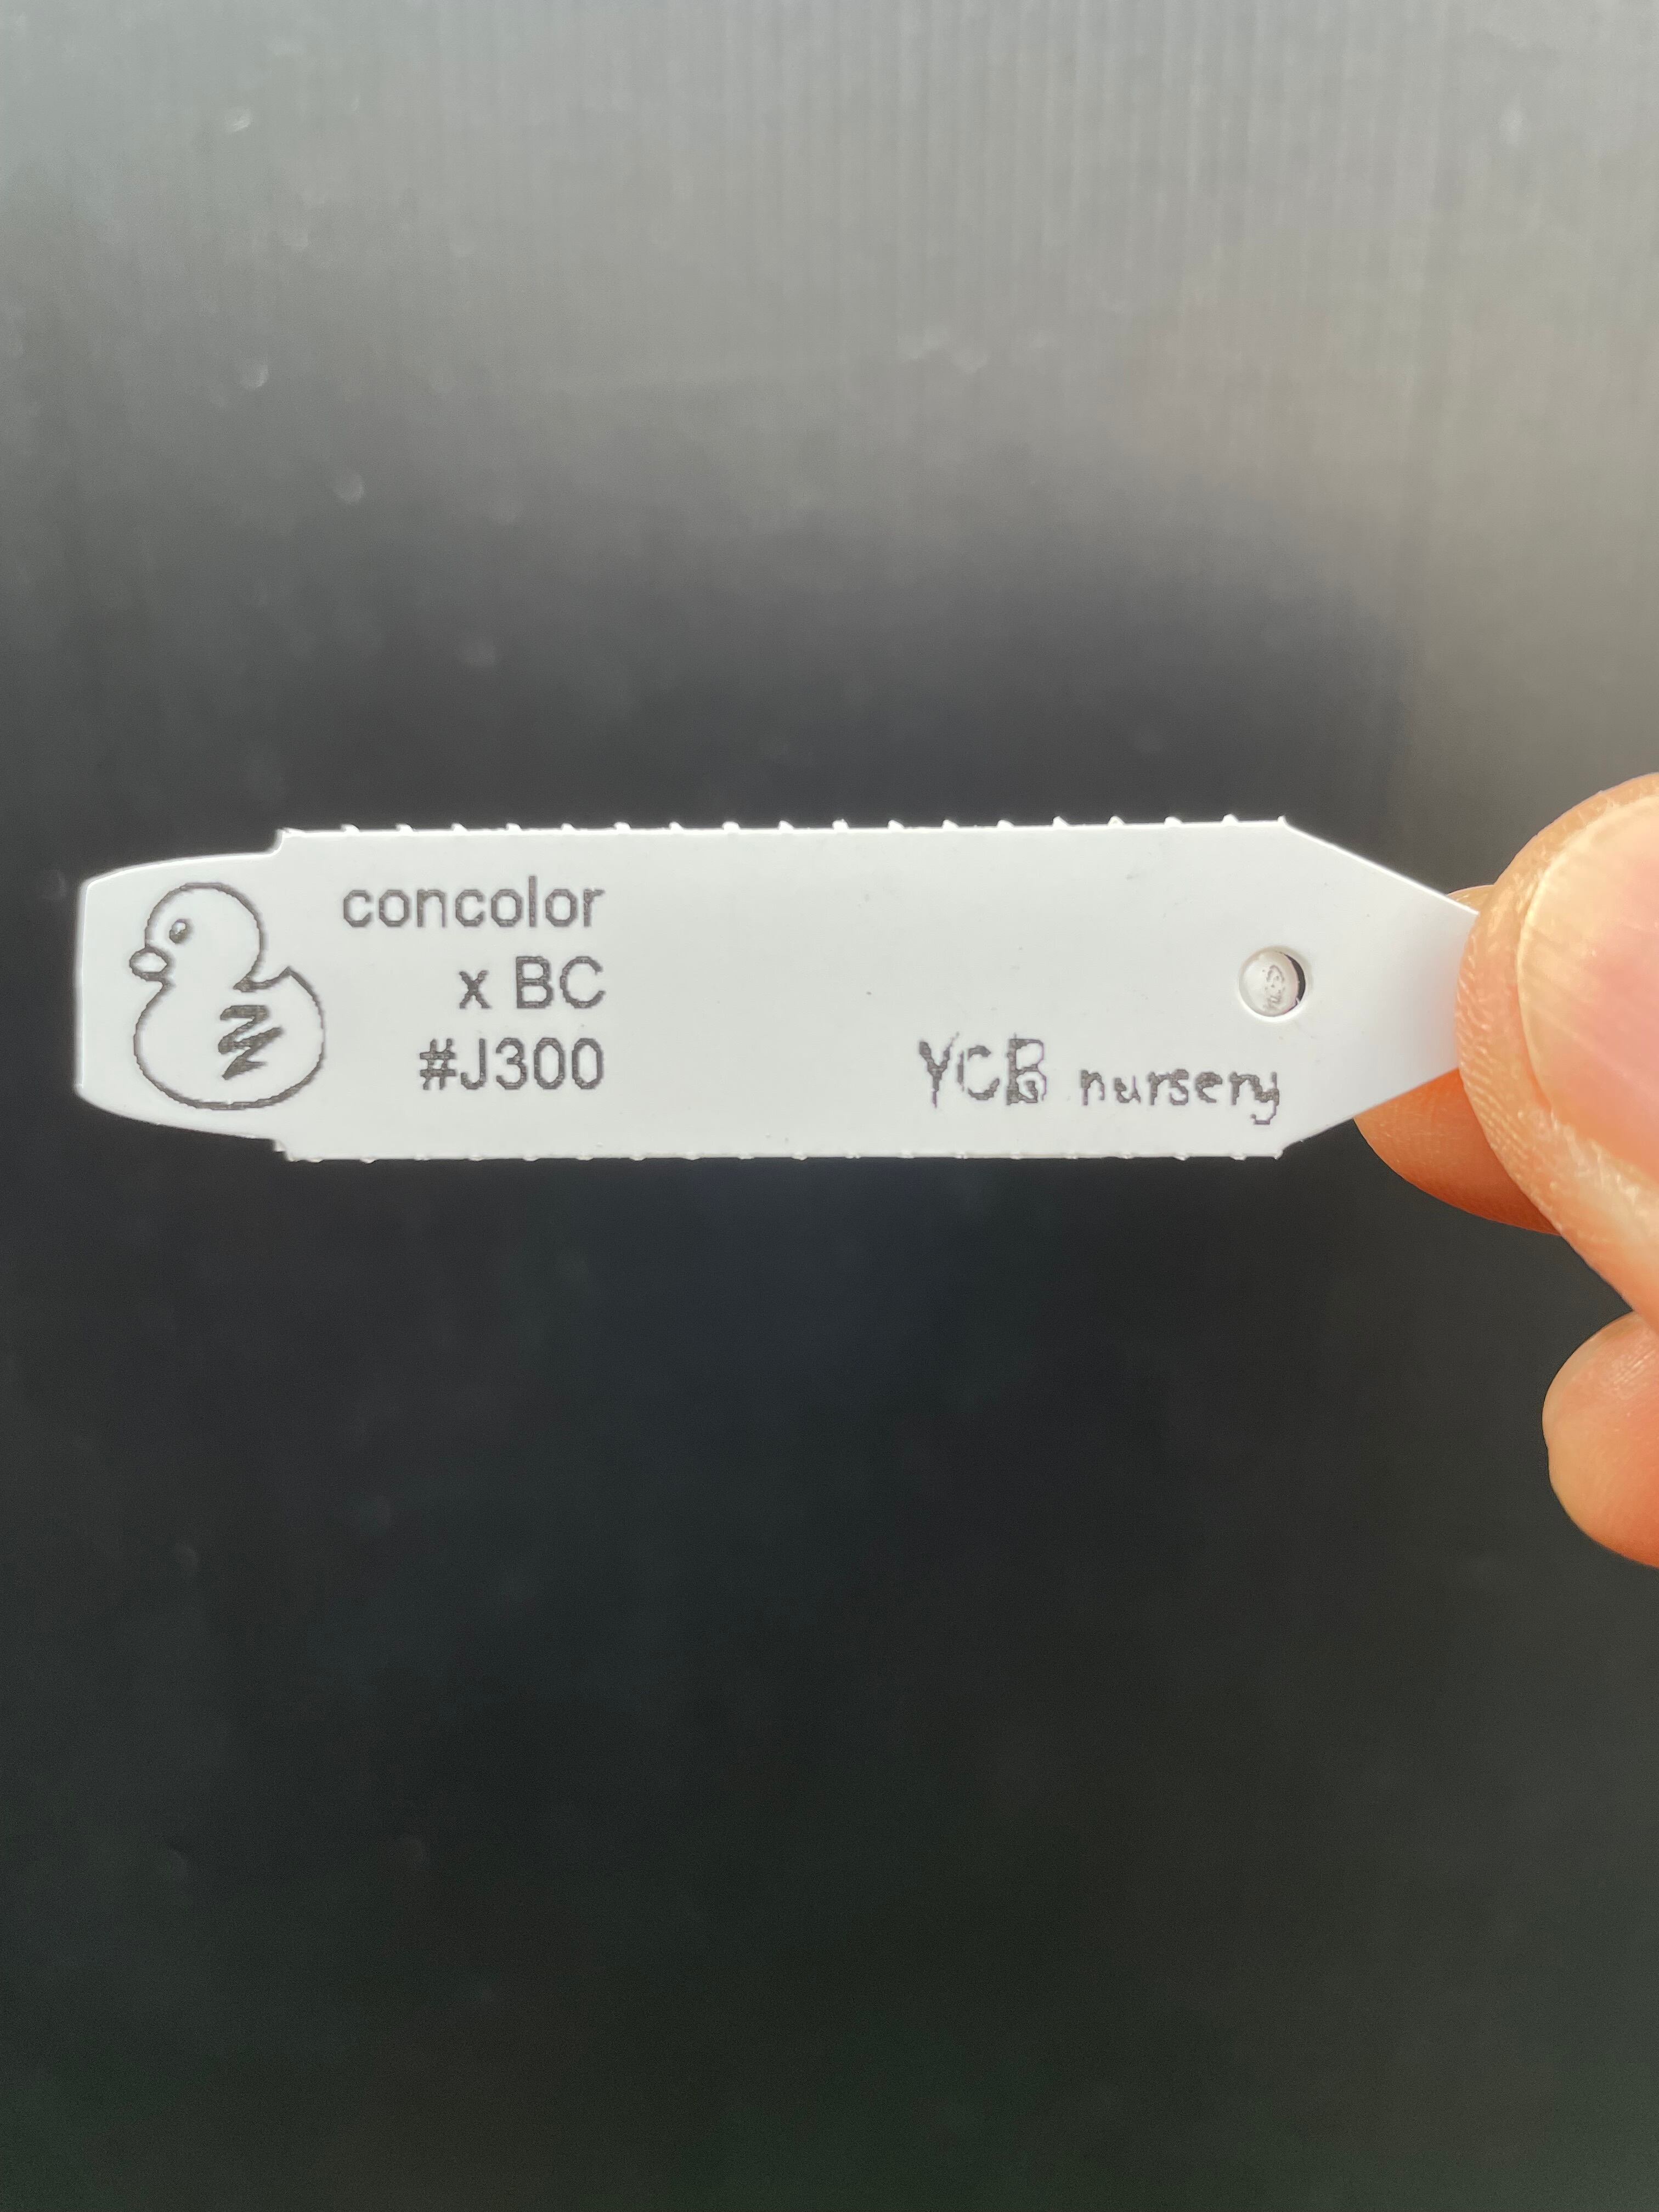 concolor
x BC
#J300
YCB nursery